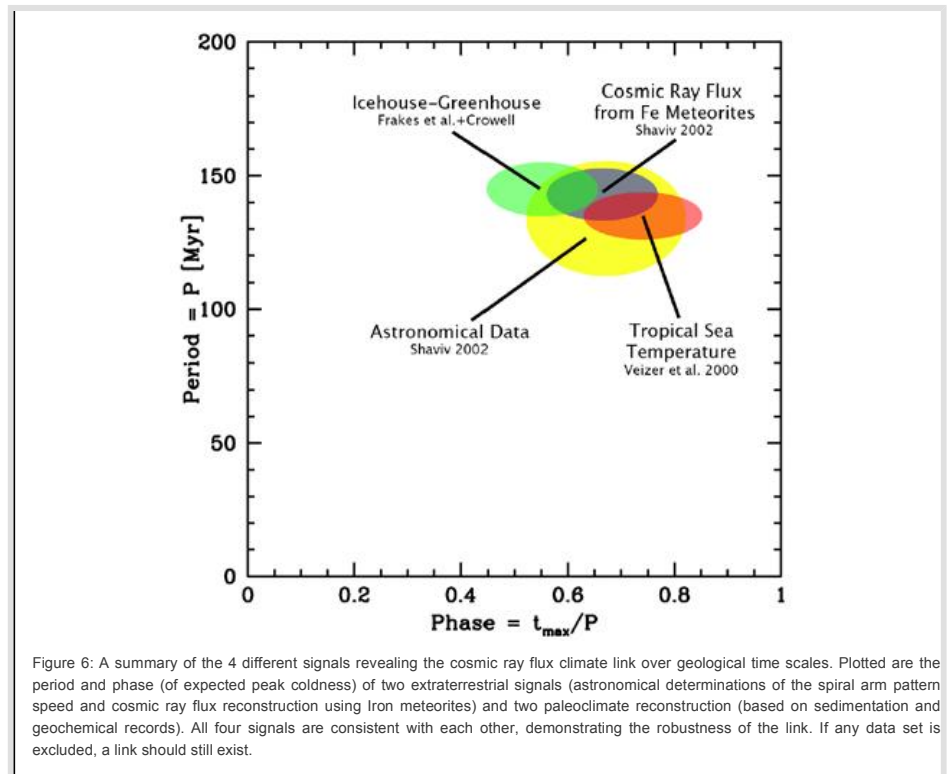 200
Icehouse-Greenhouse
Frakes et al.+Crowell
Cosmic Ray Flux
from Fe Meteorites
Shaviv 2002
150
Period = P [Myr]
100
Astronomical Data
Shaviv 2002
Tropical Sea
Temperature
Veizer et al. 2000
50
0
0 0.2 0.4 0.6 0.8 1
Phase = t_max/P
Figure 6: A summary of the 4 different signals revealing the cosmic ray flux climate link over geological time scales. Plotted are the
period and phase (of expected peak coldness) of two extraterrestrial signals (astronomical determinations of the spiral arm pattern
speed and cosmic ray flux reconstruction using Iron meteorites) and two paleoclimate reconstruction (based on sedimentation and
geochemical records). All four signals are consistent with each other, demonstrating the robustness of the link. If any data set is
excluded, a link should still exist.